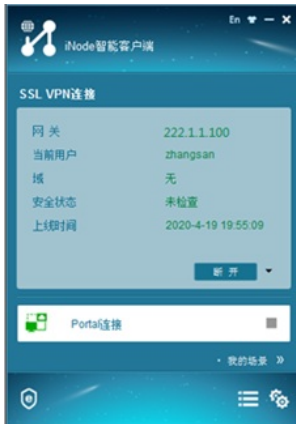 En
iNode智能客户端
SSL VPN连接
网 关 222.1.1.100
当前用户 zhangsan
域 无
安全状态 未检查
上线时间 2020-4-19 19:55:09
断 开
Portal连接
· 我的场景 »